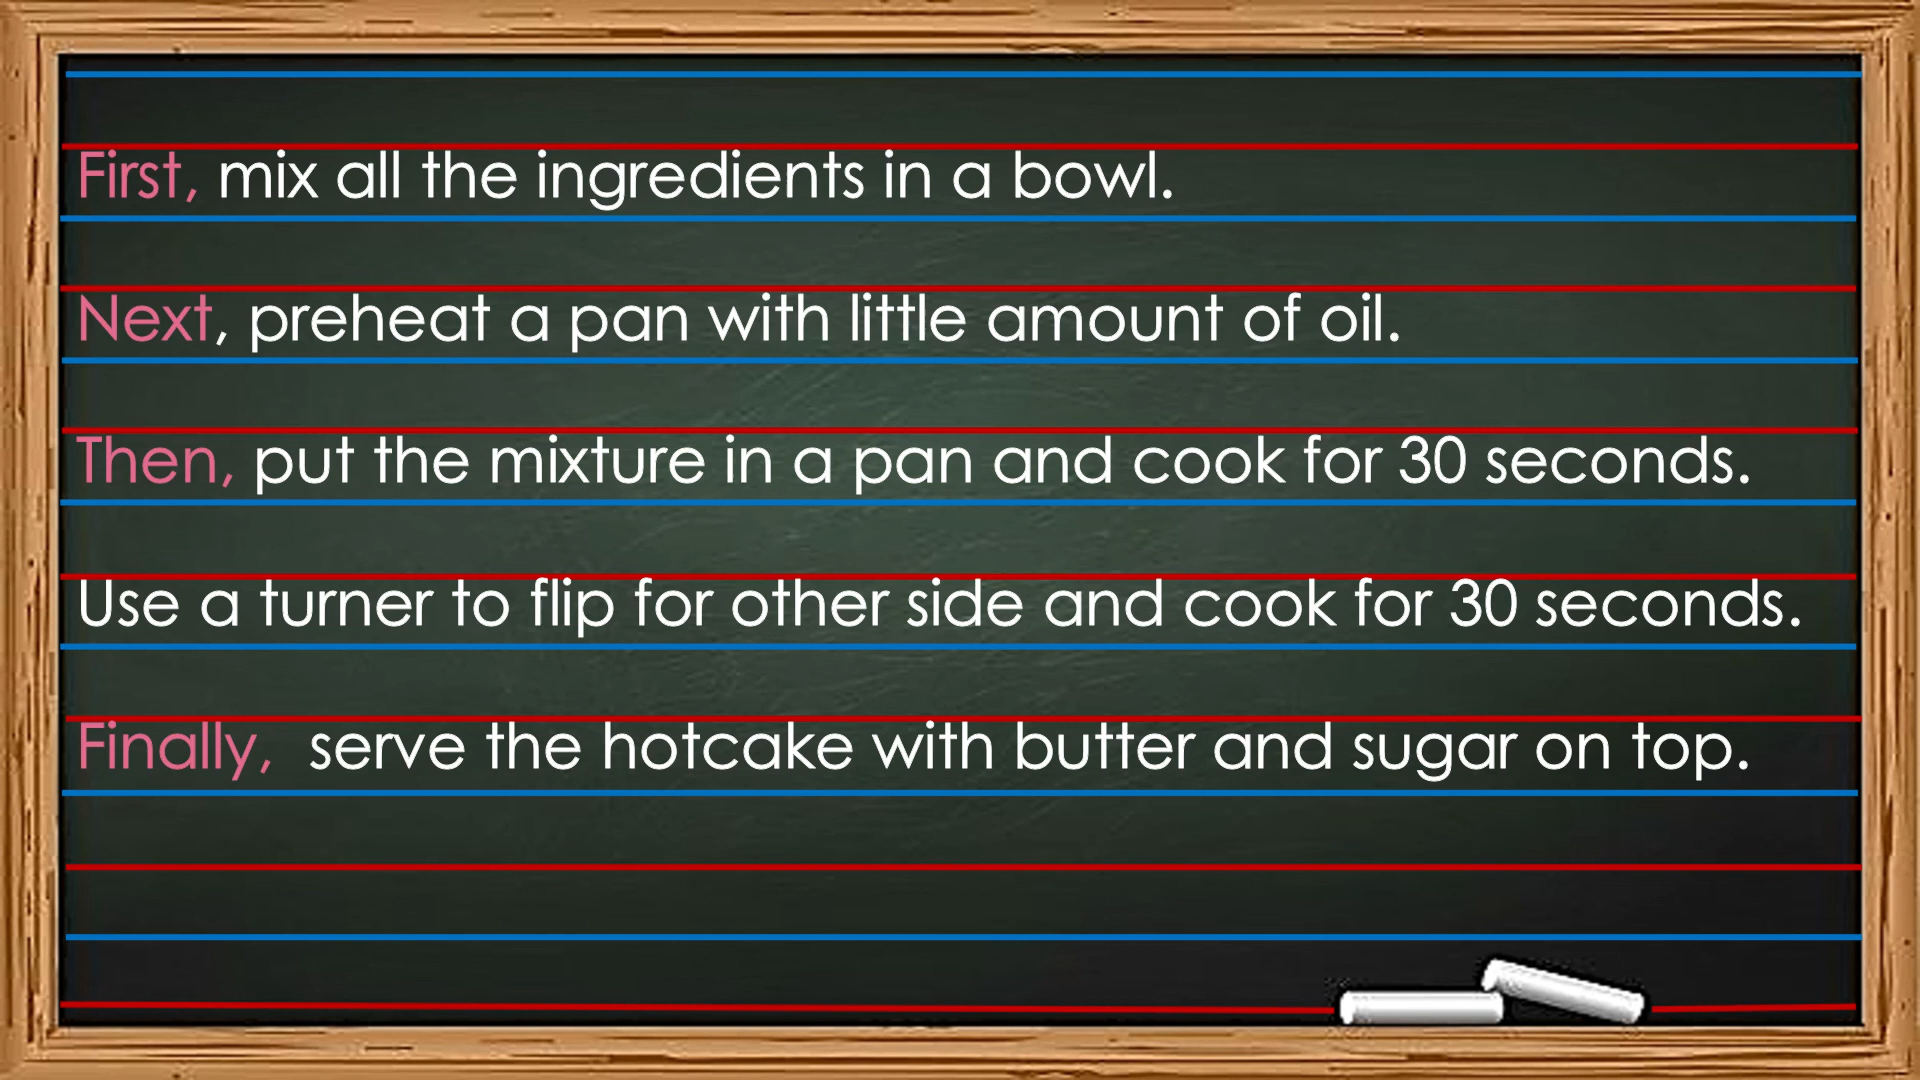 First, mix all the ingredients in a bowl.
Next, preheat a pan with little amount of oil.
Then, put the mixture in a pan and cook for 30 seconds.
Use a turner to flip for other side and cook for 30 seconds.
Finally,  serve the hotcake with butter and sugar on top.